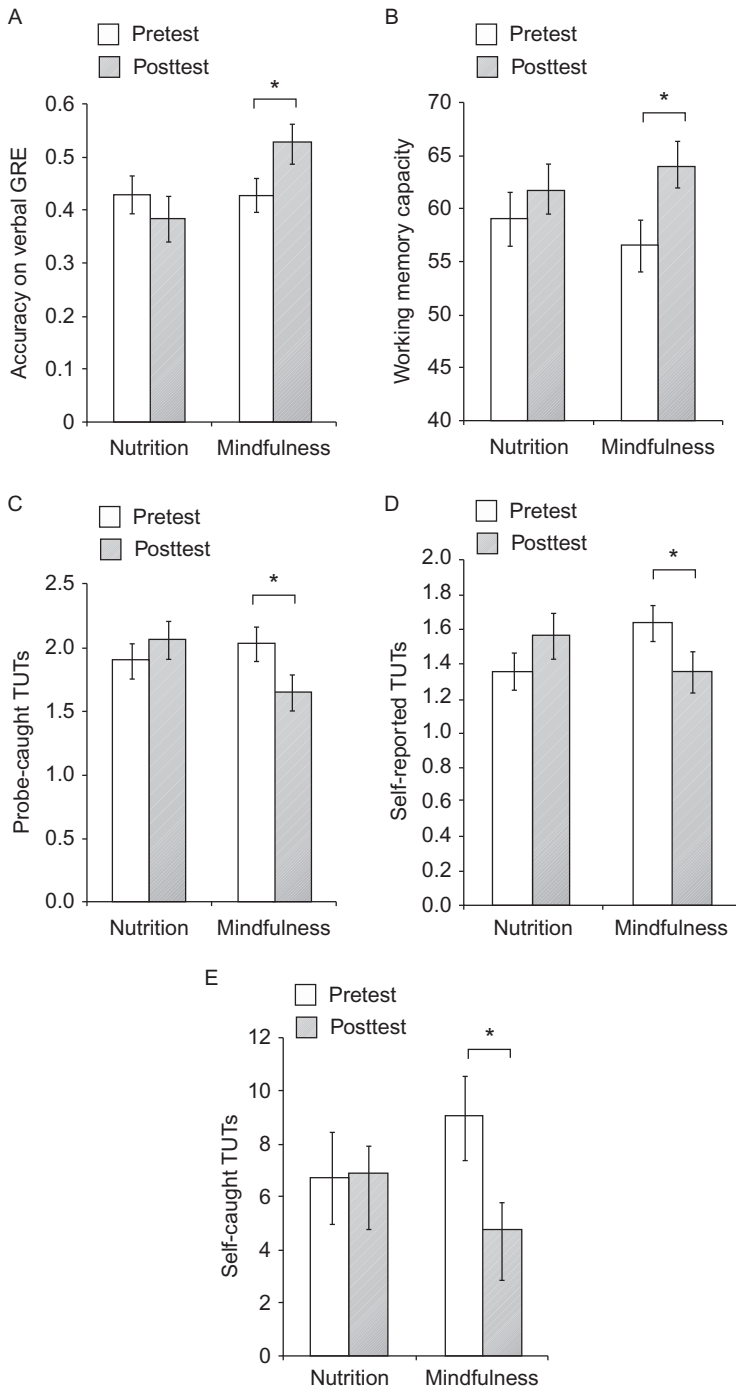 A
Pretest
Posttest
*
Accuracy on verbal GRE
0.6
0.5
0.4
0.3
0.2
0.1
0
Nutrition Mindfulness
B
Pretest
Posttest
*
Working memory capacity
70
65
60
55
50
45
40
Nutrition Mindfulness
C
Pretest
Posttest
*
Probe-caught TUTs
2.5
2.0
1.5
1.0
0.5
0.0
Nutrition Mindfulness
D
Pretest
Posttest
*
Self-reported TUTs
2.0
1.8
1.6
1.4
1.2
1.0
0.8
0.6
0.4
0.2
0.0
Nutrition Mindfulness
E
Pretest
Posttest
*
Self-caught TUTs
12
10
8
6
4
2
0
Nutrition Mindfulness